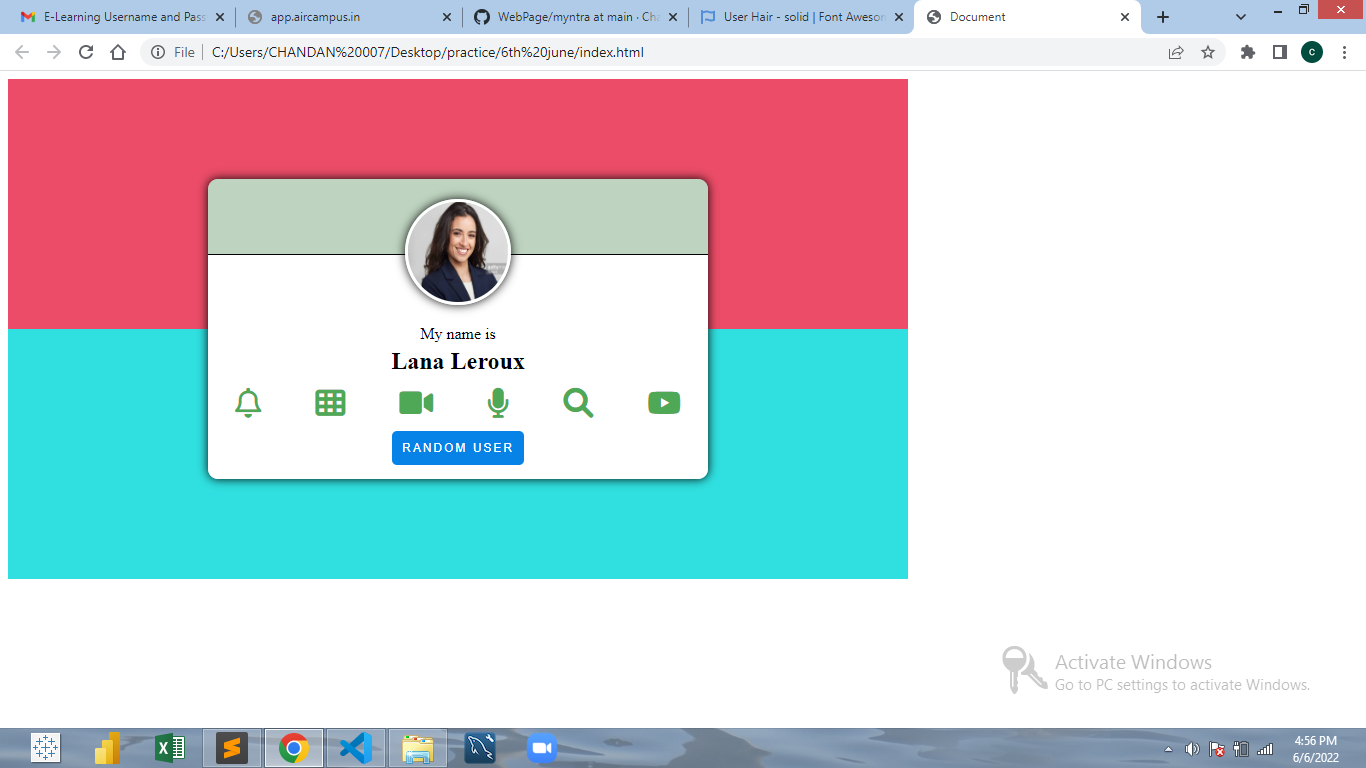 E-Learning Username and Pass
app.aircampus.in
WebPage/myntra at main · Cha
User Hair - solid | Font Awesom
Document
File
C:/Users/CHANDAN%20007/Desktop/practice/6th%20june/index.html
c
My name is
Lana Leroux
RANDOM USER
Activate Windows
Go to PC settings to activate Windows.
4:56 PM
6/6/2022